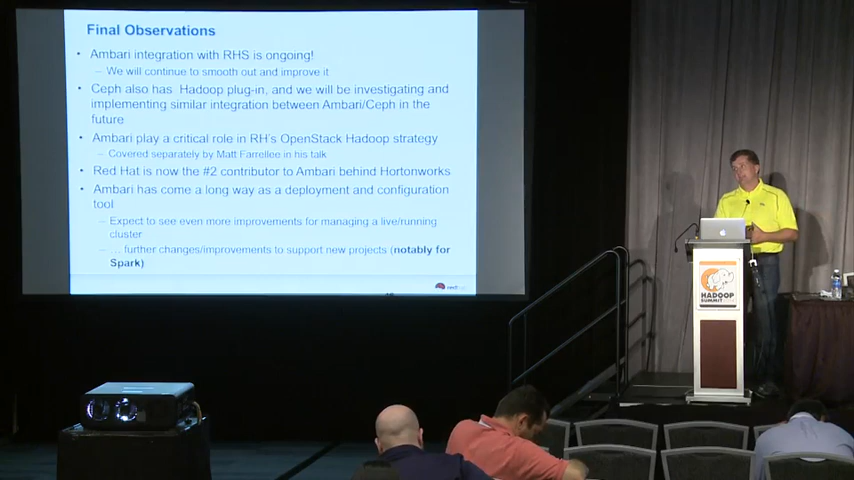 Final Observations
• Ambari integration with RHS is ongoing!
– We will continue to smooth out and improve it
• Ceph also has Hadoop plug-in, and we will be investigating and
implementing similar integration between Ambari/Ceph in the
future
• Ambari play a critical role in RH's OpenStack Hadoop strategy
– Covered separately by Matt Farrellee in his talk
• Red Hat is now the #2 contributor to Ambari behind Hortonworks
• Ambari has come a long way as a deployment and configuration
tool
– Expect to see even more improvements for managing a live/running
cluster
– … further changes/improvements to support new projects (notably for
Spark)
HADOOP
SUMMIT